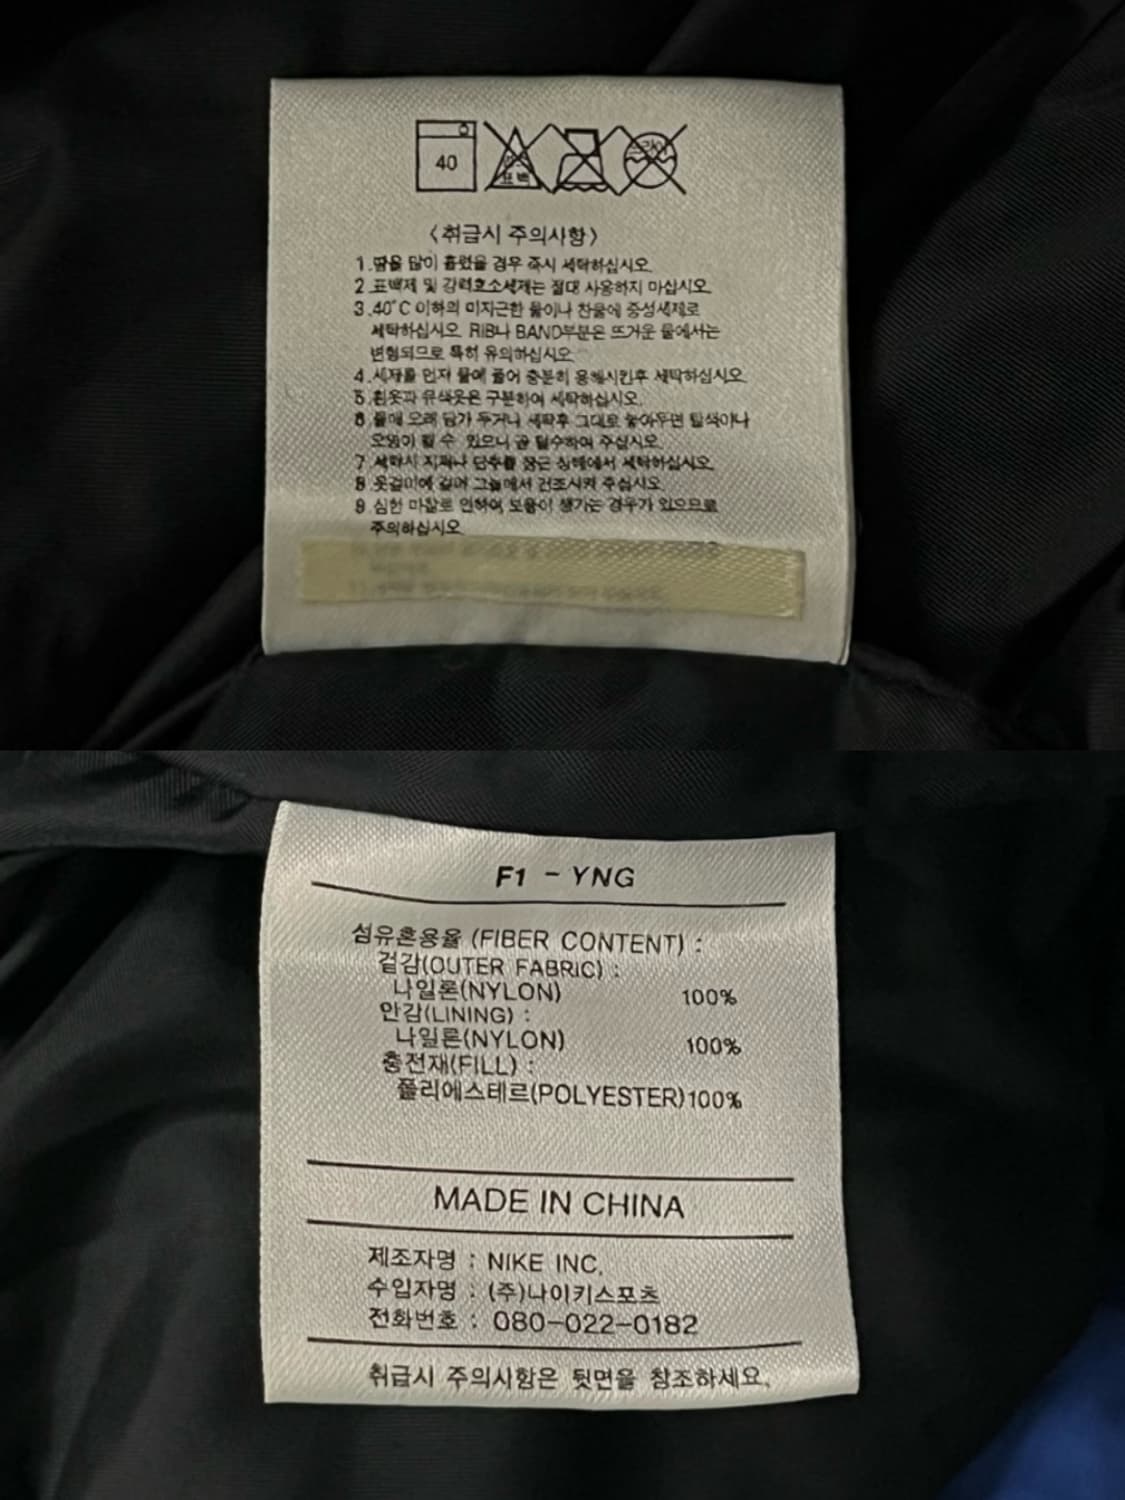 40
염소
표백
드라이
〈취급시 주의사항〉
1.땀을 많이 흘렸을 경우 즉시 세탁하십시오.
2.표백제 및 강력효소세제는 절대 사용하지 마십시오.
3.40°C 이하의 미지근한 물이나 찬물에 중성세제로
세탁하십시오. RIB나 BAND부분은 뜨거운 물에서는
변형되므로 특히 유의하십시오.
4.세제를 먼저 물에 풀어 충분히 용해시킨후 세탁하십시오.
5.흰옷과 유색옷은 구분하여 세탁하십시오.
6.물에 오래 담가 두거나 세탁후 그대로 놓아두면 탈색이나
오염이 될 수 있으니 곧 탈수하여 주십시오.
7.세탁시 지퍼나 단추를 잠근 상태에서 세탁하십시오.
8.옷걸이에 걸어 그늘에서 건조시켜 주십시오.
9.심한 마찰로 인하여 보풀이 생기는 경우가 있으므로
주의하십시오.
F1 - YNG
섬유혼용율 (FIBER CONTENT) :
겉감(OUTER FABRIC) :
나일론(NYLON) 100%
안감(LINING) :
나일론(NYLON) 100%
충전재(FILL) :
폴리에스테르(POLYESTER)100%
MADE IN CHINA
제조자명 : NIKE INC.
수입자명 : (주)나이키스포츠
전화번호 : 080-022-0182
취급시 주의사항은 뒷면을 참조하세요.